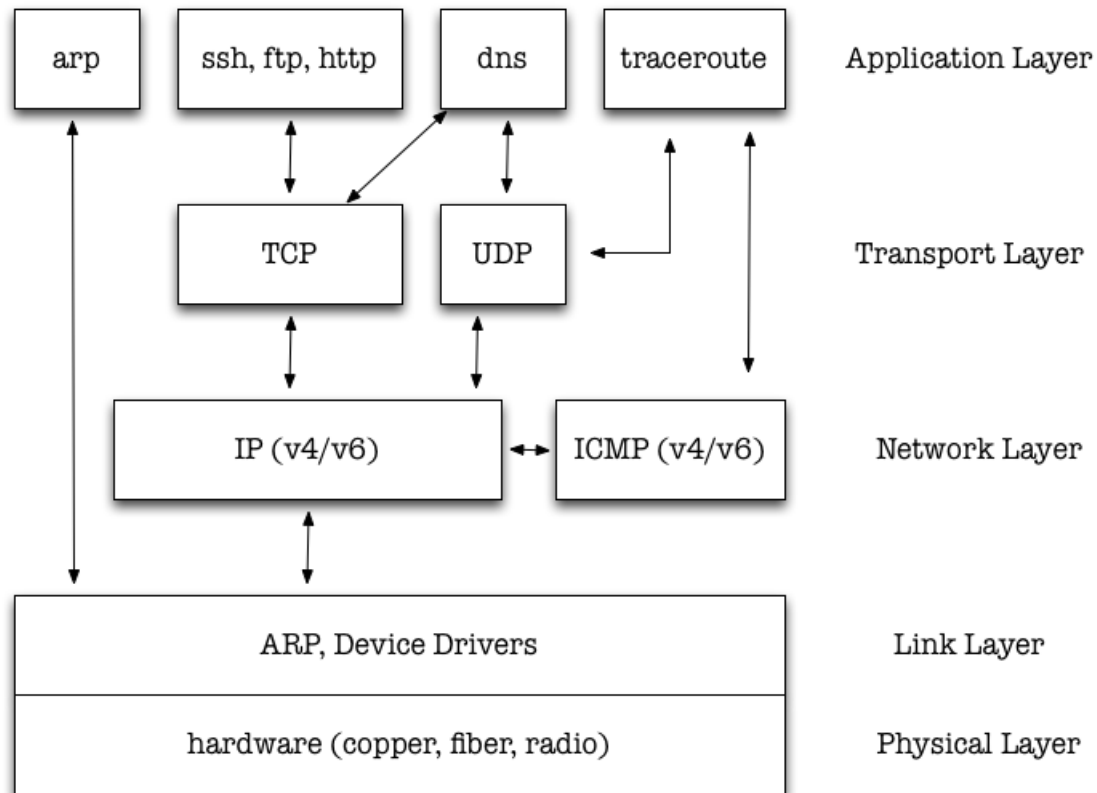 arp
ssh, ftp, http
dns
traceroute
Application Layer
TCP
UDP
Transport Layer
IP (v4/v6)
ICMP (v4/v6)
Network Layer
ARP, Device Drivers
Link Layer
hardware (copper, fiber, radio)
Physical Layer